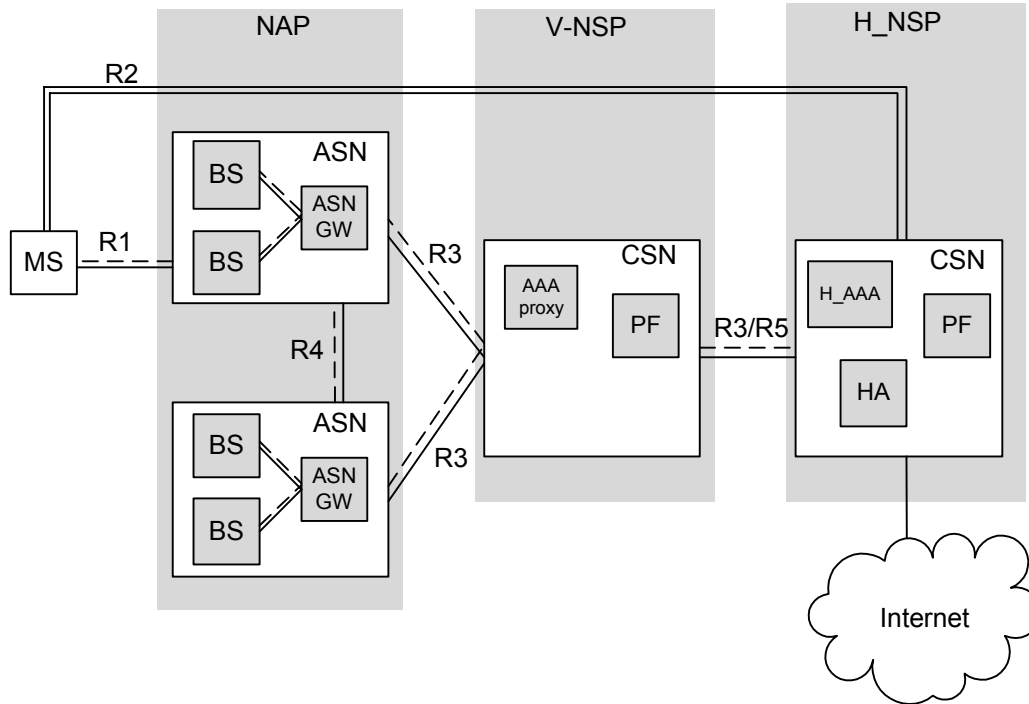 NAP
V-NSP
H_NSP
R2
ASN
BS
ASN
GW
BS
MS
R1
R3
R4
CSN
AAA
proxy
PF
R3/R5
CSN
H_AAA
PF
HA
ASN
BS
ASN
GW
BS
R3
Internet